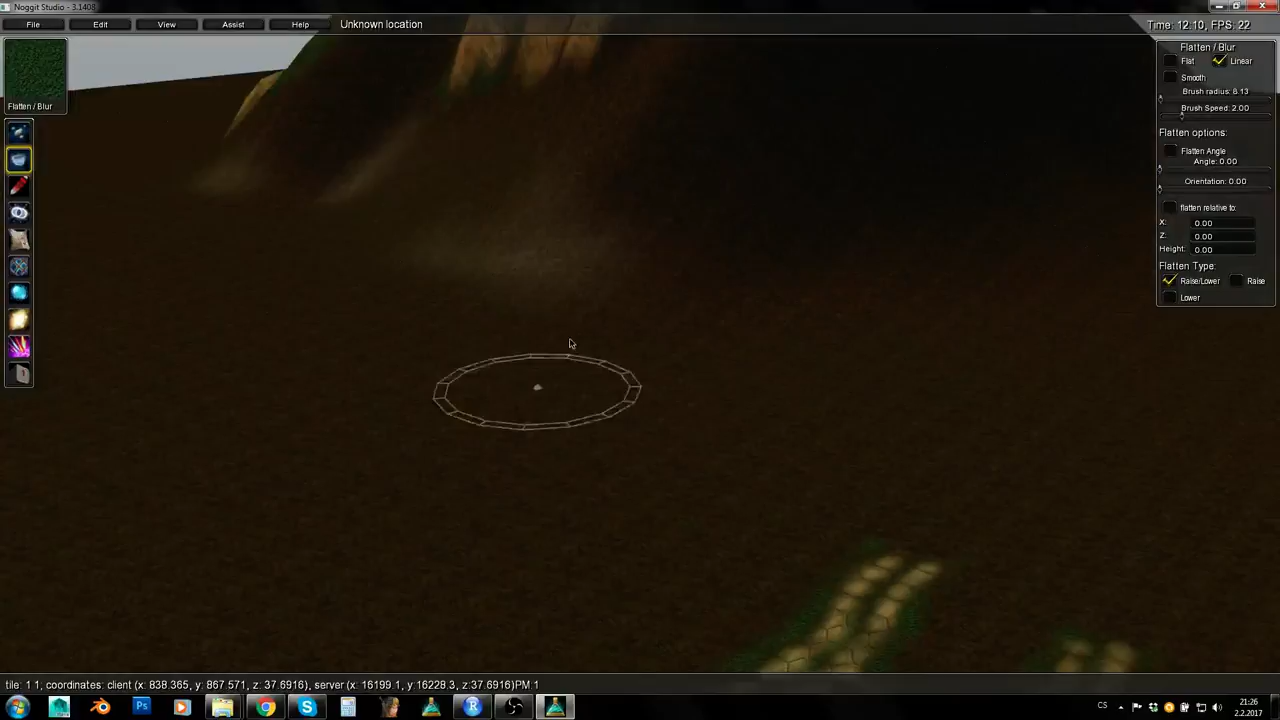 Noggit Studio - 3.1408
File
Edit
View
Assist
Help
Unknown location
Time: 12.10, FPS: 22
Flatten / Blur
Flatten / Blur
Flat
Linear
Smooth
Brush radius: 8.13
Brush Speed: 2.00
Flatten options:
Flatten Angle
Angle: 0.00
Orientation: 0.00
flatten relative to:
X: 0.00
Z: 0.00
Height: 0.00
Flatten Type:
Raise/Lower
Raise
Lower
tile: 1 1, coordinates: client (x: 838.365, y: 867.571, z: 37.6916), server (x: 16199.1, y: 16228.3, z:37.6916)PM 1
Ps
CS
21:26
2.2.2017